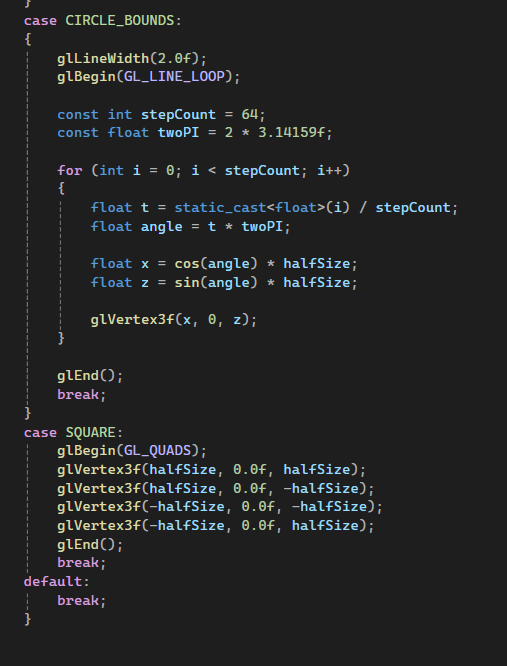 }
case CIRCLE_BOUNDS:
{
glLineWidth(2.0f);
glBegin(GL_LINE_LOOP);
const int stepCount = 64;
const float twoPI = 2 * 3.14159f;
for (int i = 0; i < stepCount; i++)
{
float t = static_cast<float>(i) / stepCount;
float angle = t * twoPI;
float x = cos(angle) * halfSize;
float z = sin(angle) * halfSize;
glVertex3f(x, 0, z);
}
glEnd();
break;
}
case SQUARE:
glBegin(GL_QUADS);
glVertex3f(halfSize, 0.0f, halfSize);
glVertex3f(halfSize, 0.0f, -halfSize);
glVertex3f(-halfSize, 0.0f, -halfSize);
glVertex3f(-halfSize, 0.0f, halfSize);
glEnd();
break;
default:
break;
}